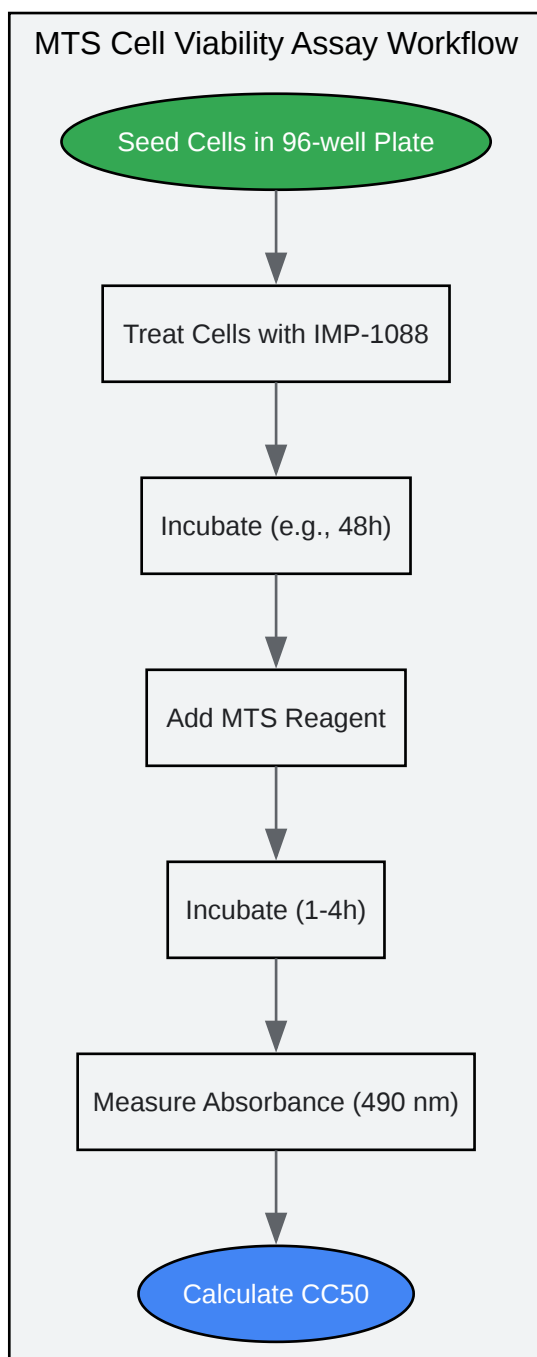 MTS Cell Viability Assay Workflow
Seed Cells in 96-well Plate
Treat Cells with IMP-1088
Incubate (e.g., 48h)
Add MTS Reagent
Incubate (1-4h)
Measure Absorbance (490 nm)
Calculate CC50